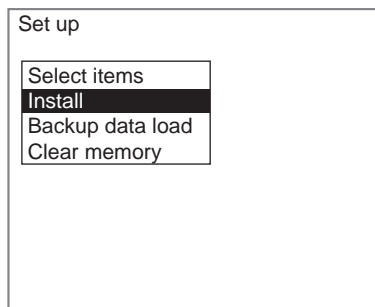 Set up
Select items
Install
Backup data load
Clear memory